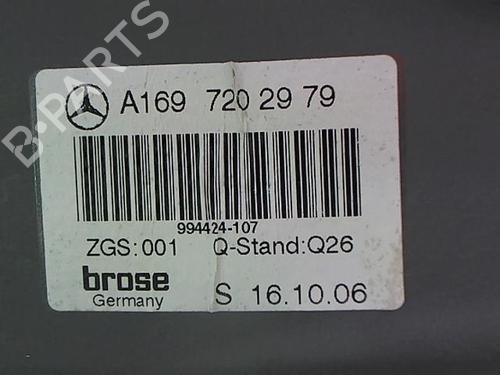 A169 720 29 79
994424-107
ZGS:001 Q-Stand:Q26
brose
Germany
S 16.10.06
B-PARTS